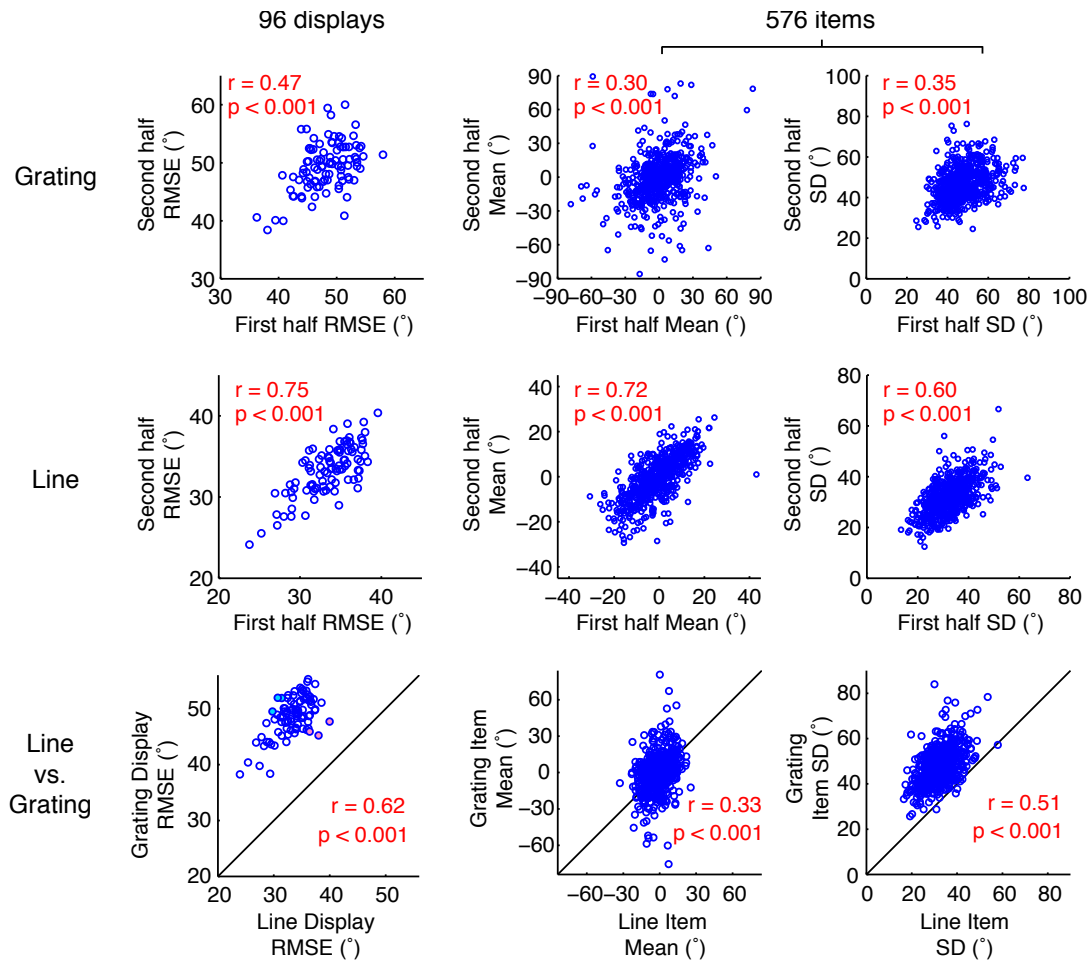 96 displays
576 items
Grating
r = 0.47
p < 0.001
60
50
40
30
30 40 50 60
Second half
RMSE (°)
First half RMSE (°)
r = 0.30
p < 0.001
90
60
30
0
−30
−60
−90
−90−60−30 0 30 60 90
Second half
Mean (°)
First half Mean (°)
r = 0.35
p < 0.001
100
80
60
40
20
0
0 20 40 60 80 100
Second half
SD (°)
First half SD (°)
Line
r = 0.75
p < 0.001
40
30
20
20 30 40
Second half
RMSE (°)
First half RMSE (°)
r = 0.72
p < 0.001
40
20
0
−20
−40
−40 −20 0 20 40
Second half
Mean (°)
First half Mean (°)
r = 0.60
p < 0.001
80
60
40
20
0
0 20 40 60 80
Second half
SD (°)
First half SD (°)
Line
vs.
Grating
50
40
30
20
20 30 40 50
r = 0.62
p < 0.001
Grating Display
RMSE (°)
Line Display
RMSE (°)
60
30
0
−30
−60
−60 −30 0 30 60
r = 0.33
p < 0.001
Grating Item
Mean (°)
Line Item
Mean (°)
80
60
40
20
0
0 20 40 60 80
r = 0.51
p < 0.001
Grating
Item SD (°)
Line Item
SD (°)